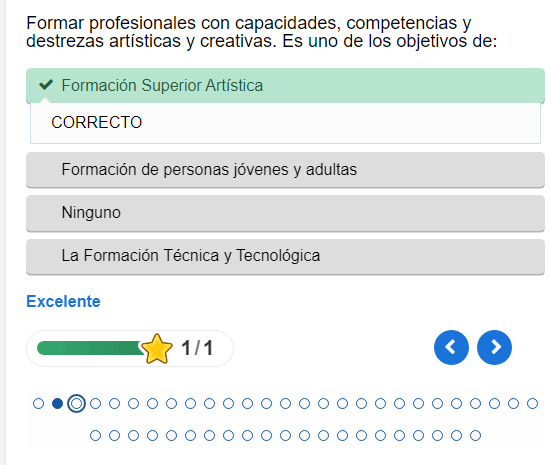 Formar profesionales con capacidades, competencias y
destrezas artísticas y creativas. Es uno de los objetivos de:
Formación Superior Artística
CORRECTO
Formación de personas jóvenes y adultas
Ninguno
La Formación Técnica y Tecnológica
Excelente
1/1